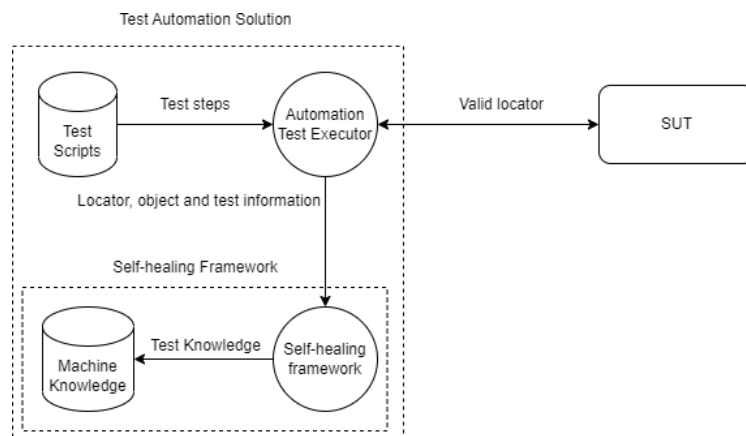 Test Automation Solution
Test steps
Valid locator
Test
Scripts
Automation
Test Executor
SUT
Locator, object and test information
Self-healing Framework
Test Knowledge
Machine
Knowledge
Self-healing
framework